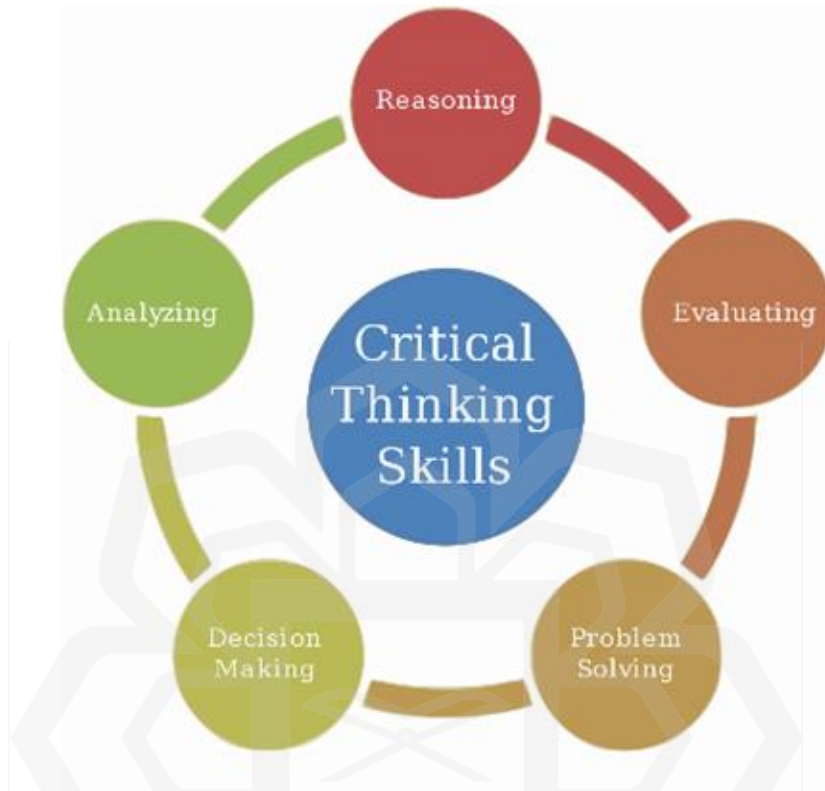 Reasoning
Evaluating
Problem
Solving
Decision
Making
Analyzing
Critical
Thinking
Skills